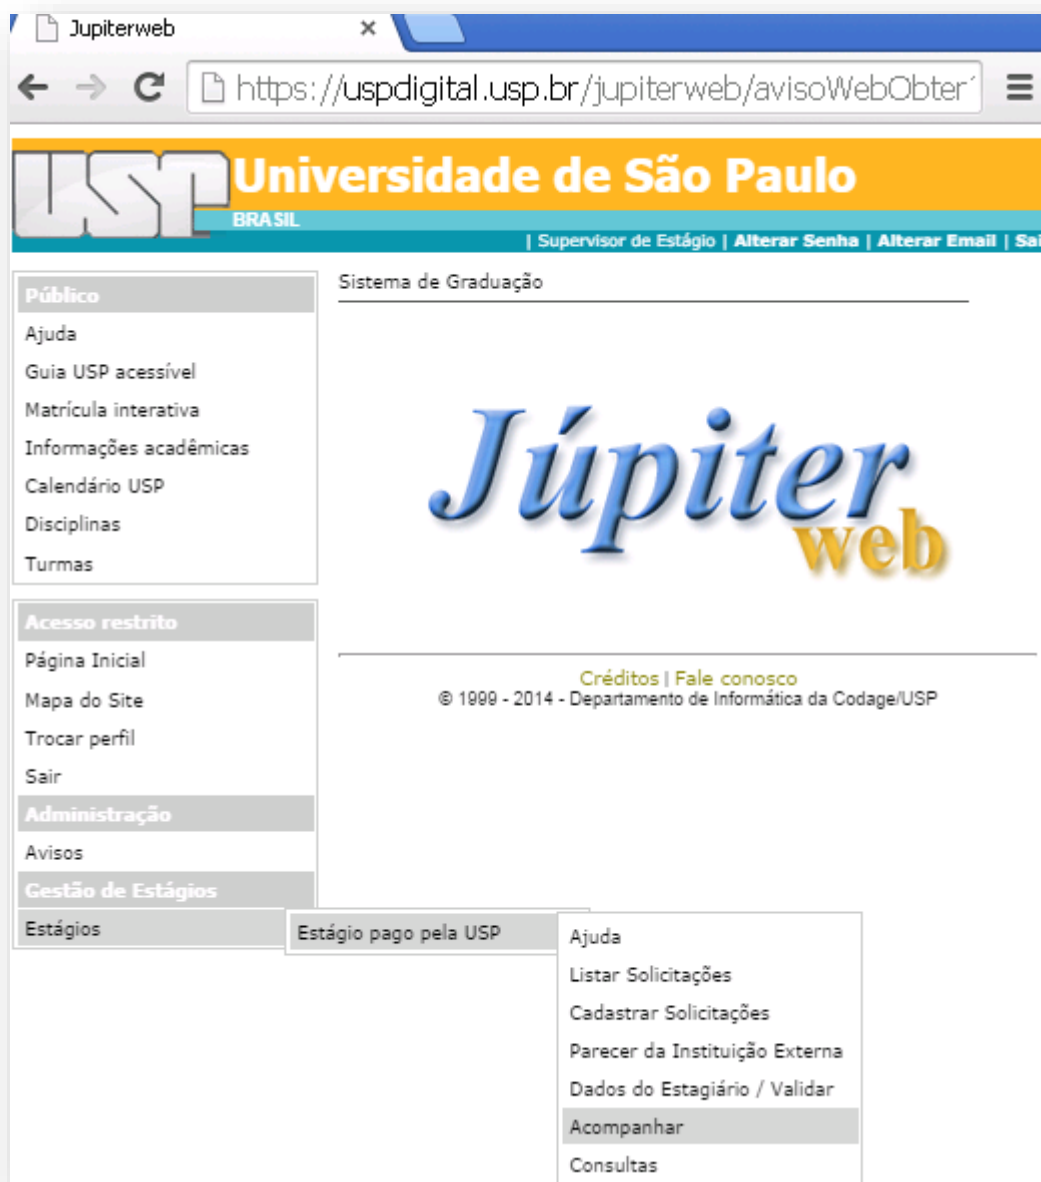 Jupiterweb
https://uspdigital.usp.br/jupiterweb/avisoWebObter
USP
Universidade de São Paulo
BRASIL
| Supervisor de Estágio | Alterar Senha | Alterar Email | Sai
Público
Ajuda
Guia USP acessível
Matrícula interativa
Informações acadêmicas
Calendário USP
Disciplinas
Turmas
Acesso restrito
Página Inicial
Mapa do Site
Trocar perfil
Sair
Administração
Avisos
Gestão de Estágios
Estágios
Sistema de Graduação
Júpiter
web
Créditos | Fale conosco
© 1999 - 2014 - Departamento de Informática da Codage/USP
Estágio pago pela USP
Ajuda
Listar Solicitações
Cadastrar Solicitações
Parecer da Instituição Externa
Dados do Estagiário / Validar
Acompanhar
Consultas